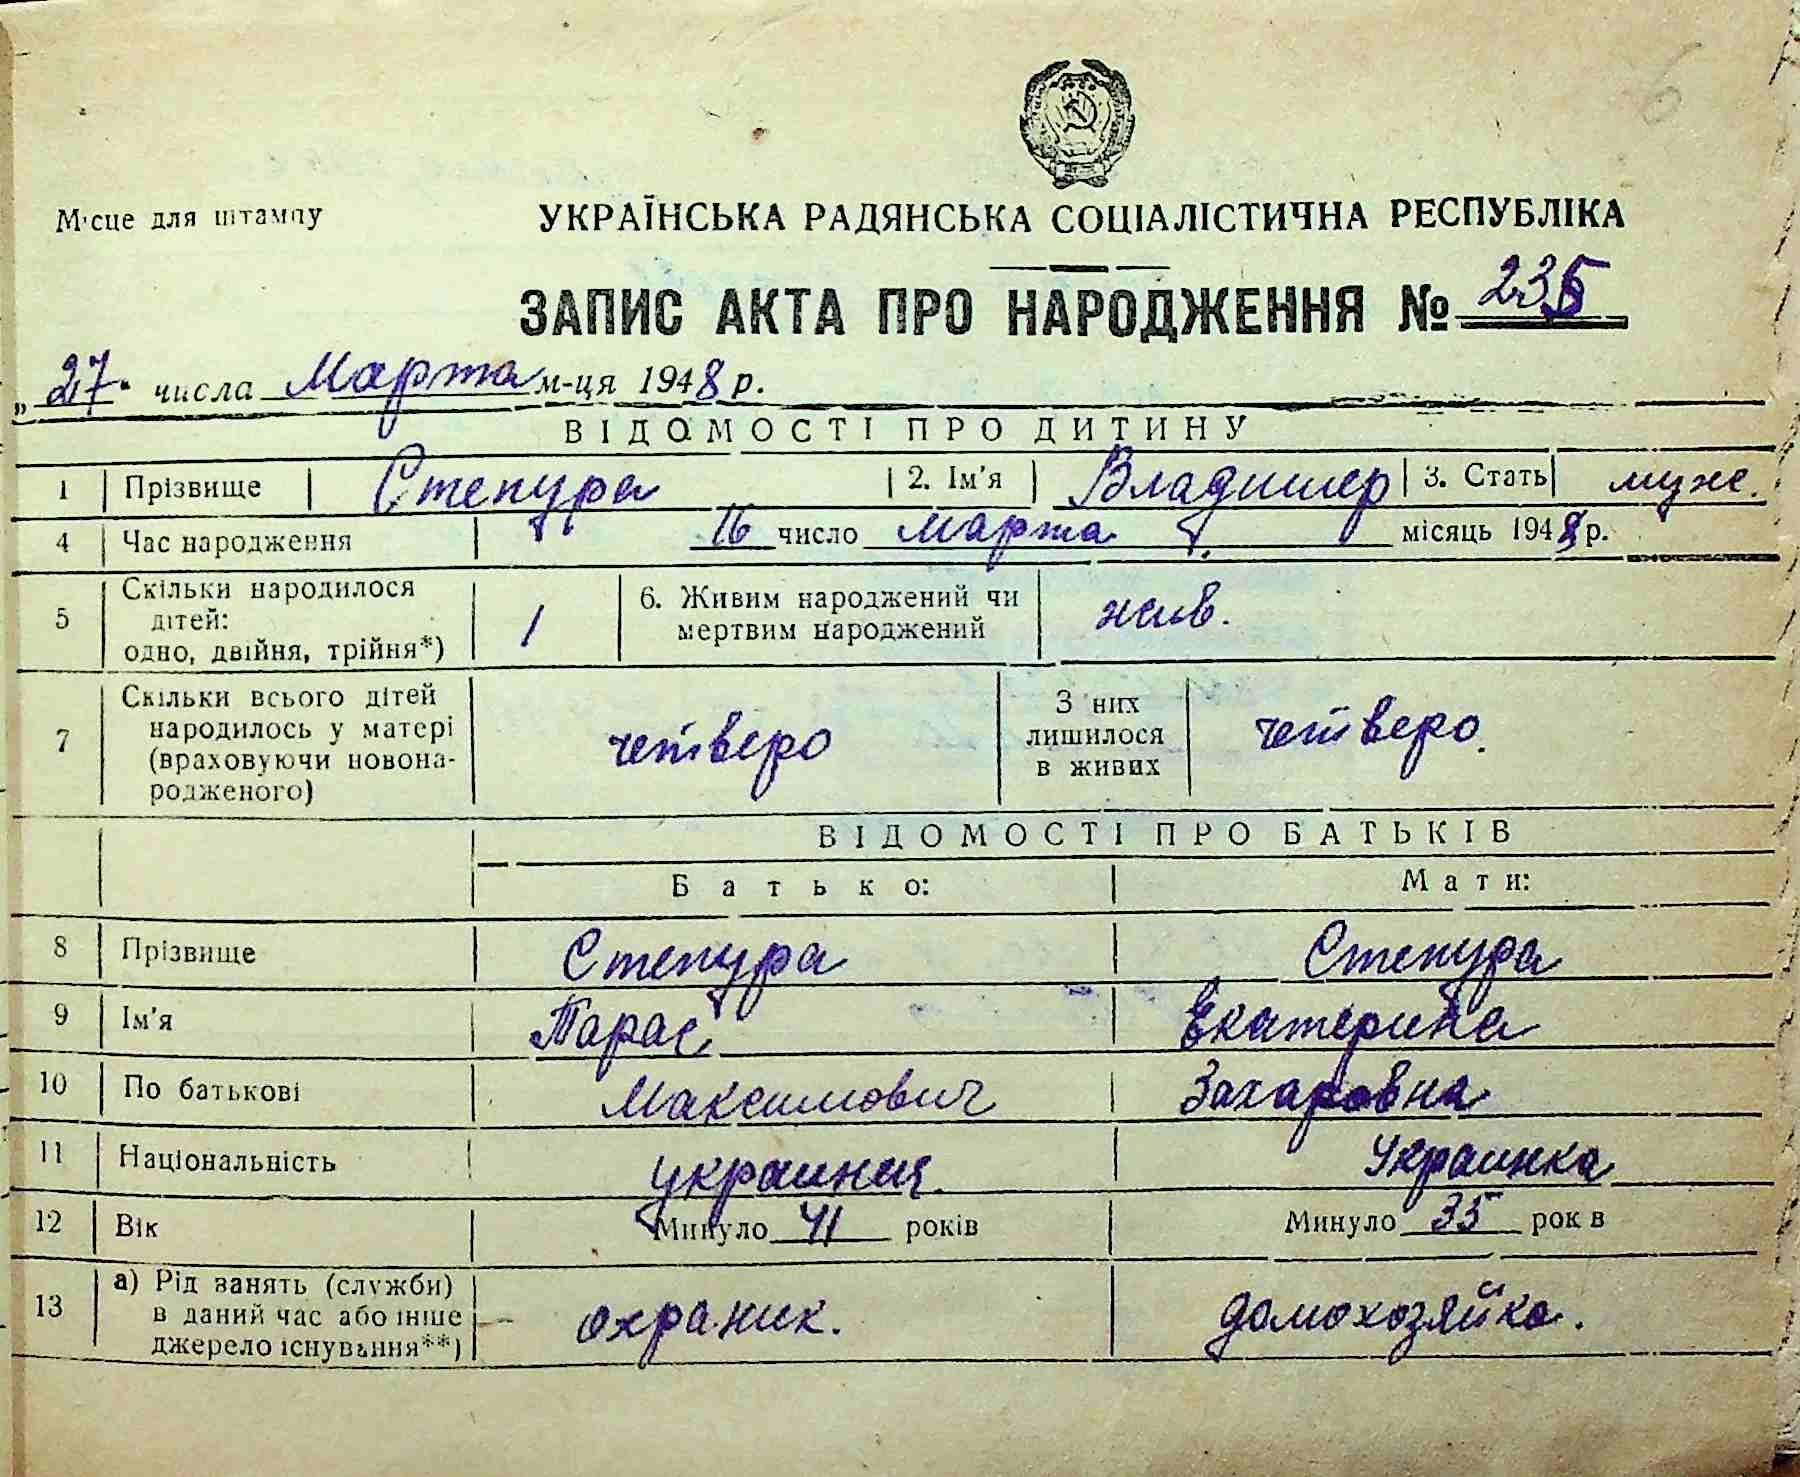 Місце для штампу
УКРАЇНСЬКА РАДЯНСЬКА СОЦІАЛІСТИЧНА РЕСПУБЛІКА
ЗАПИС АКТА ПРО НАРОДЖЕННЯ № 235
„27" числа Марта м-ця 1948 р.
ВІДОМОСТІ ПРО ДИТИНУ
1 Прізвище Степура 2. Ім'я Владимер 3. Стать муж.
4 Час народження 16 число марта місяць 1948 р.
5 Скільки народилося дітей: одно, двійня, трійня*) 1 6. Живим народжений чи мертвим народжений жив.
7 Скільки всього дітей народилось у матері (враховуючи новонародженого) четверо З них лишилося в живих четверо.
ВІДОМОСТІ ПРО БАТЬКІВ
Батько: Мати:
8 Прізвище Степура Степура
9 Ім'я Тарас Екатерина
10 По батькові Максимович Захаровна
11 Національність украинец Украинка
12 Вік Минуло 41 років Минуло 35 рок в
13 а) Рід занять (служби) в даний час або інше джерело існування**) охраник. домохозяйка.